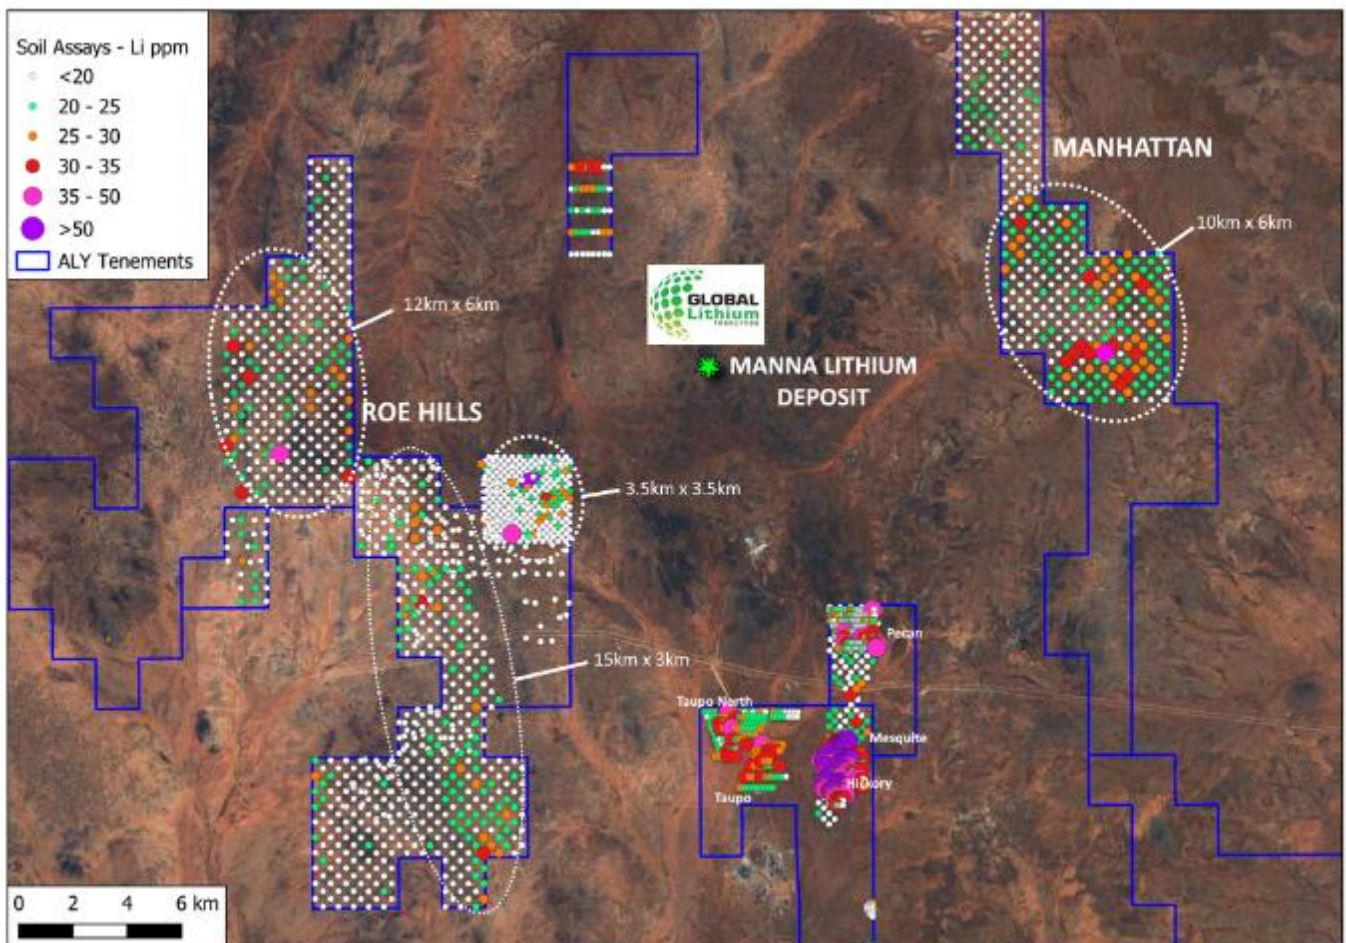 Soil Assays - Li ppm
<20
20 - 25
25 - 30
30 - 35
35 - 50
>50
ALY Tenements
MANHATTAN
10km x 6km
12km x 6km
GLOBAL
Lithium
MANNA LITHIUM
DEPOSIT
ROE HILLS
3.5km x 3.5km
15km x 3km
Pecan
Taupo North
Mesquite
Hickory
Taupo
0 2 4 6 km